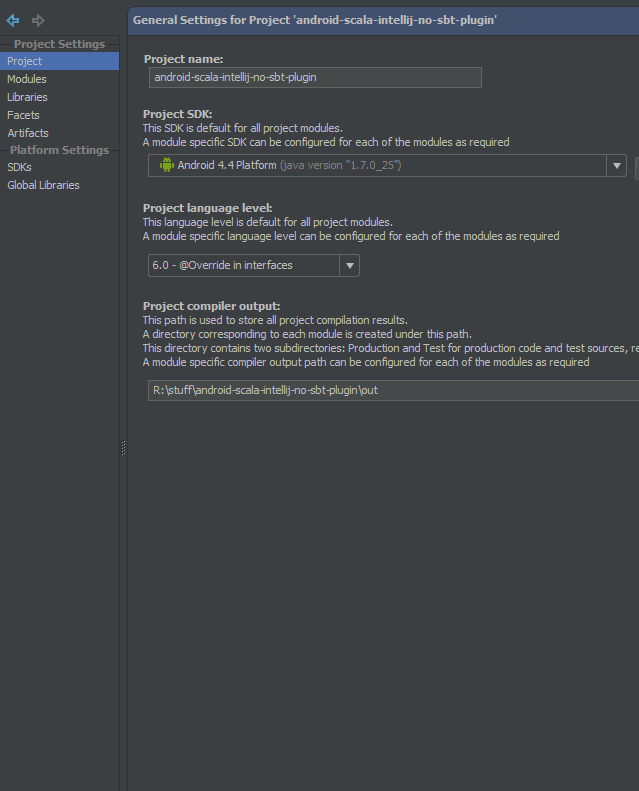 Project Settings
Project
Modules
Libraries
Facets
Artifacts
Platform Settings
SDKs
Global Libraries
General Settings for Project 'android-scala-intellij-no-sbt-plugin'
Project name:
android-scala-intellij-no-sbt-plugin
Project SDK:
This SDK is default for all project modules.
A module specific SDK can be configured for each of the modules as required
Android 4.4 Platform (java version "1.7.0_25")
Project language level:
This language level is default for all project modules.
A module specific language level can be configured for each of the modules as required
6.0 - @Override in interfaces
Project compiler output:
This path is used to store all project compilation results.
A directory corresponding to each module is created under this path.
This directory contains two subdirectories: Production and Test for production code and test sources, re
A module specific compiler output path can be configured for each of the modules as required
R:\stuff\android-scala-intellij-no-sbt-plugin\out